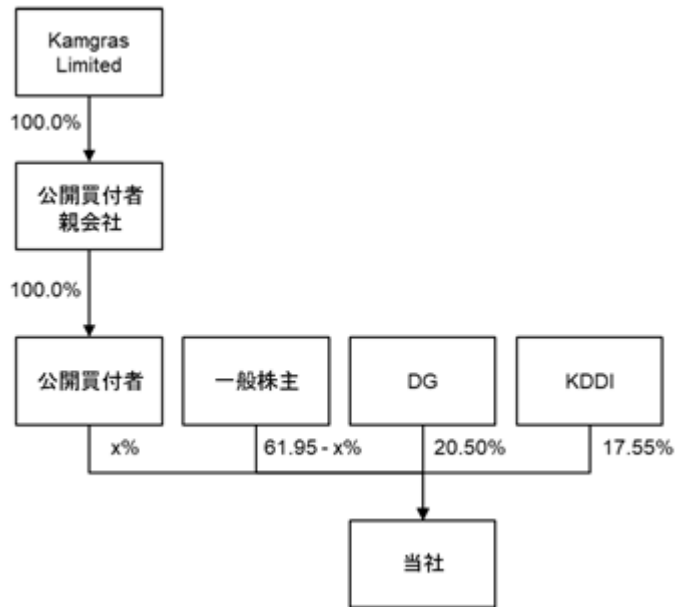 Kamgras
Limited
100.0%
公開買付者
親会社
100.0%
公開買付者
一般株主
DG
KDDI
x%
61.95 - x%
20.50%
17.55%
当社